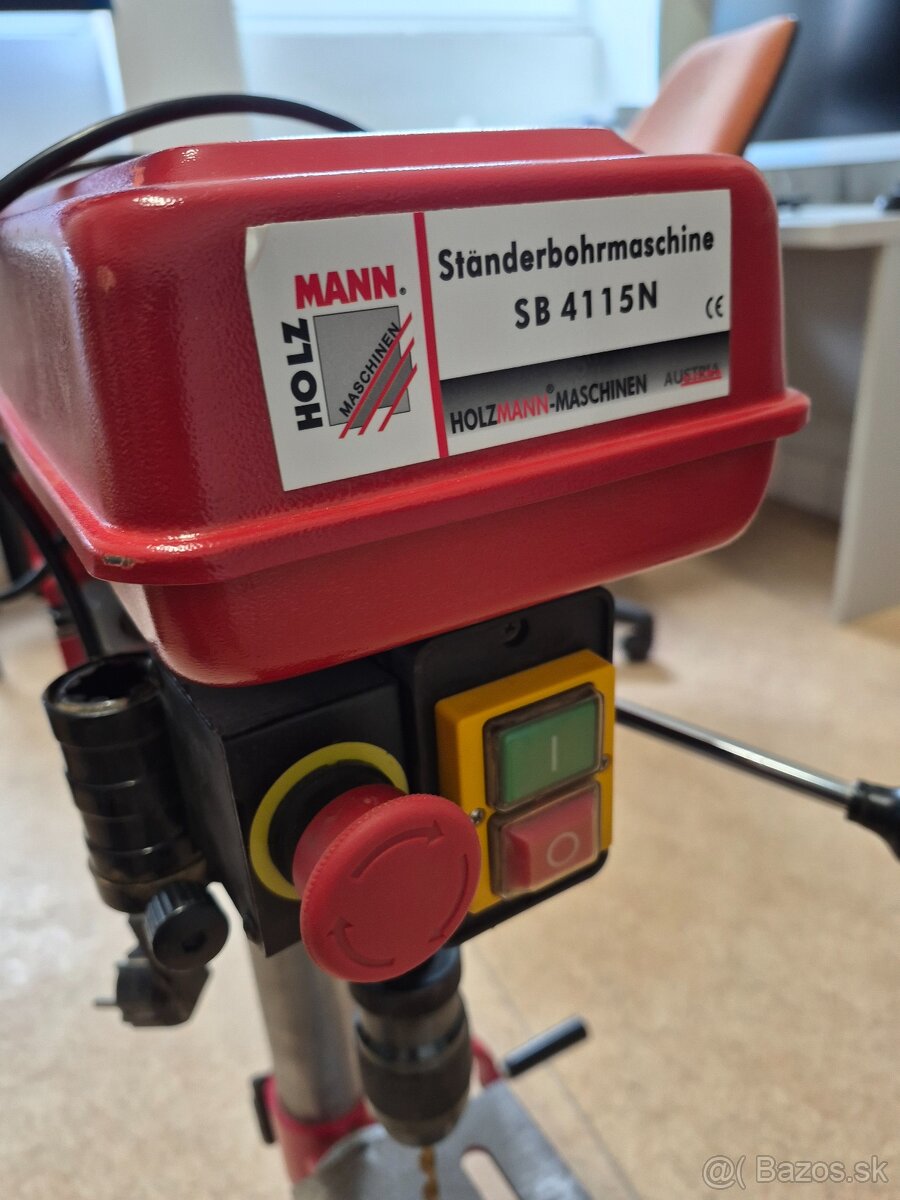 HOLZ
MANN®
MASCHINEN
Ständerbohrmaschine
SB 4115N
CE
HOLZMANN®-MASCHINEN AUSTRIA
I
O
@( Bazos.sk